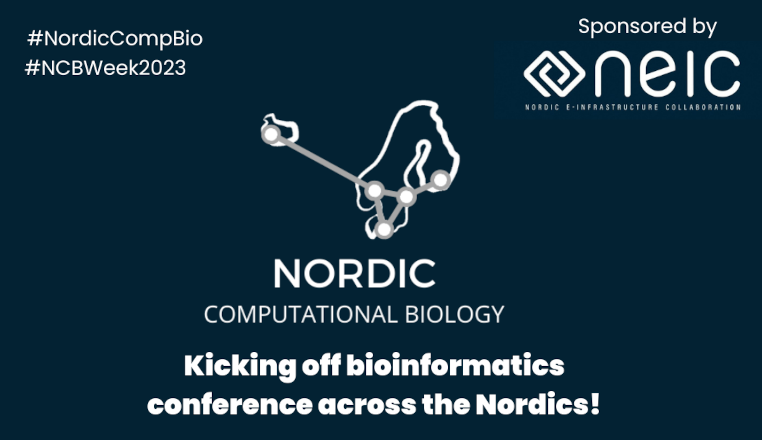 #NordicCompBio
#NCBWeek2023
Sponsored by
neic
NORDIC E-INFRASTRUCTURE COLLABORATION
NORDIC
COMPUTATIONAL BIOLOGY
Kicking off bioinformatics
conference across the Nordics!